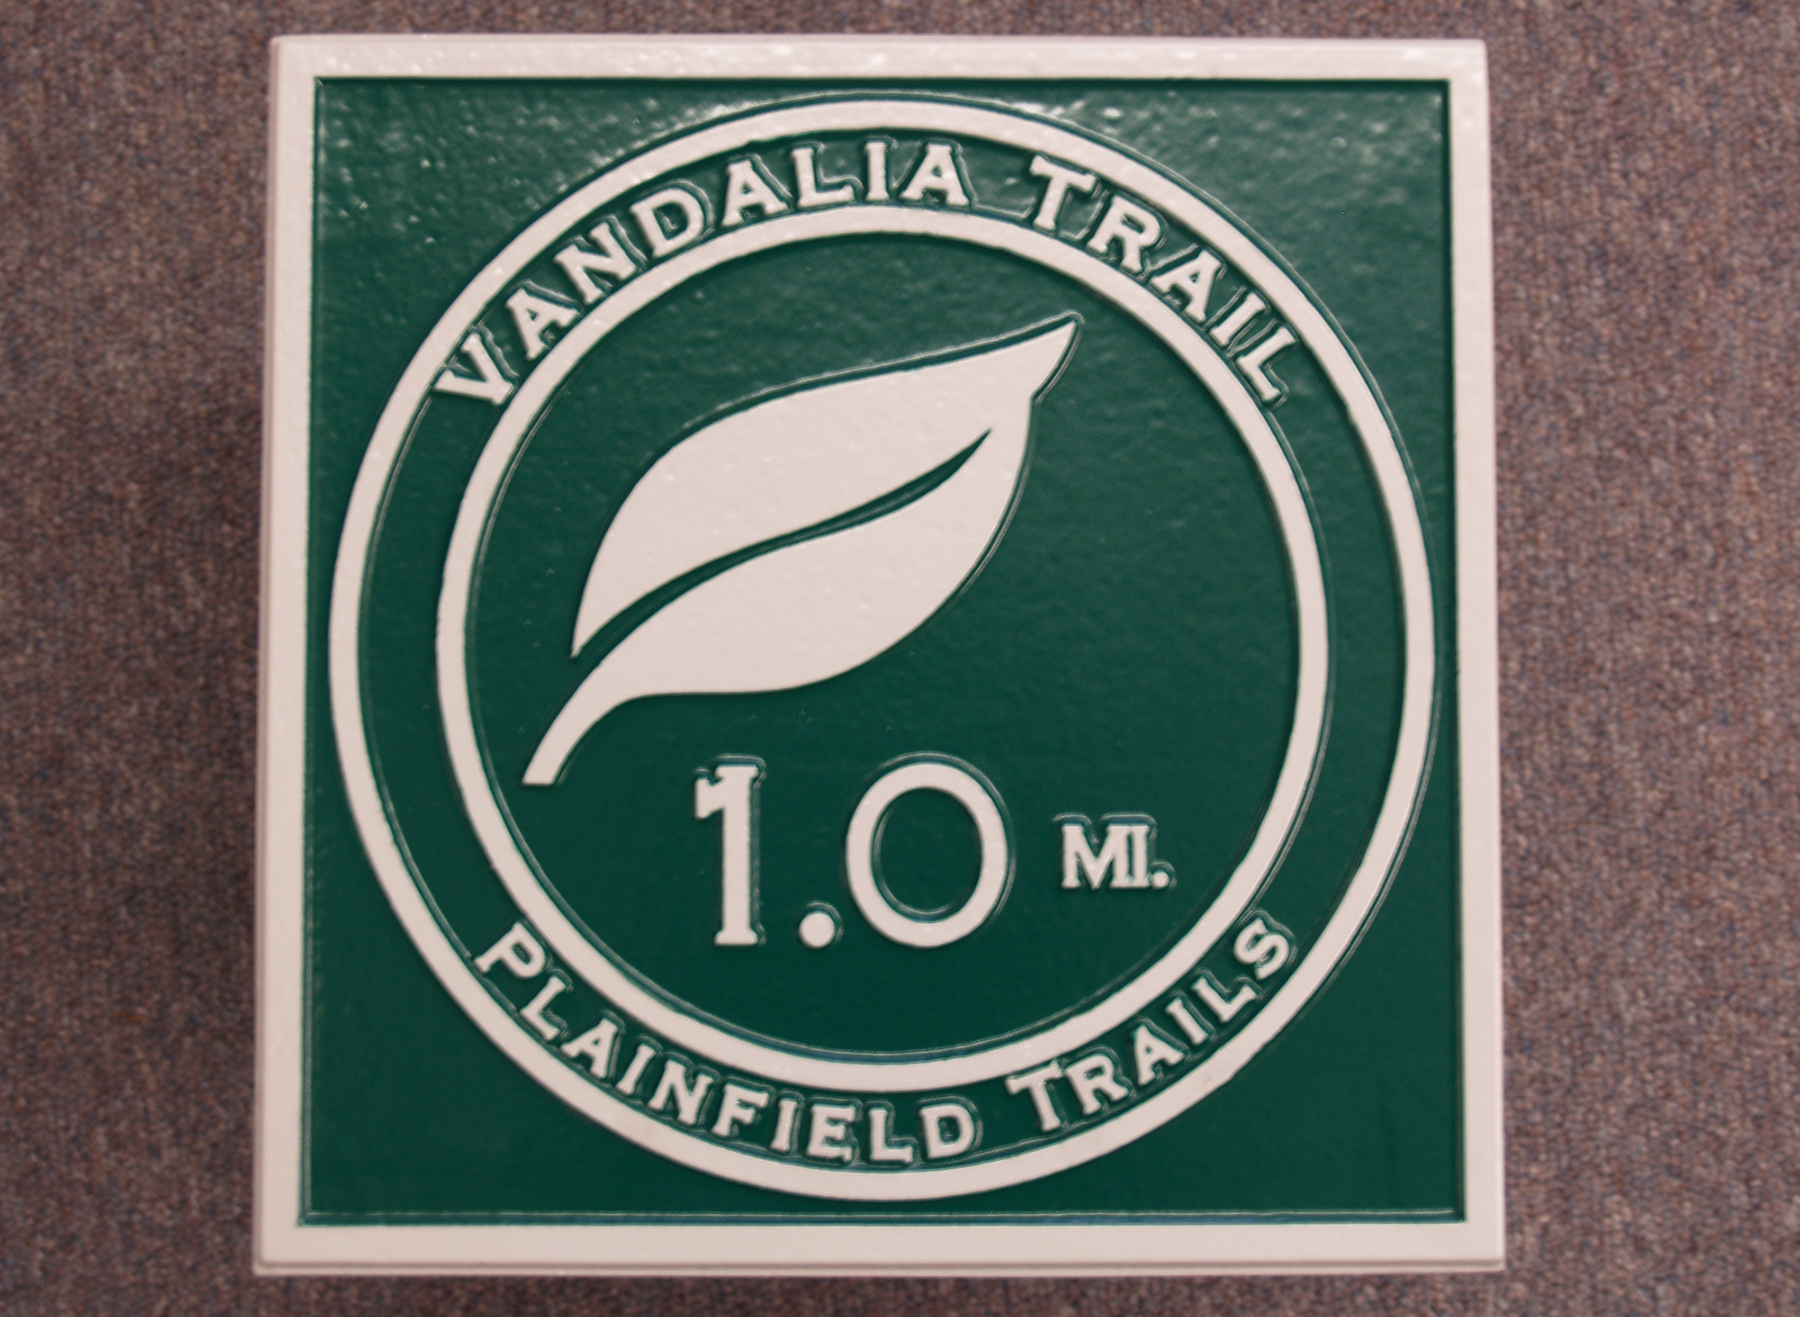 VANDALIA TRAIL
1.0 MI.
PLAINFIELD TRAILS